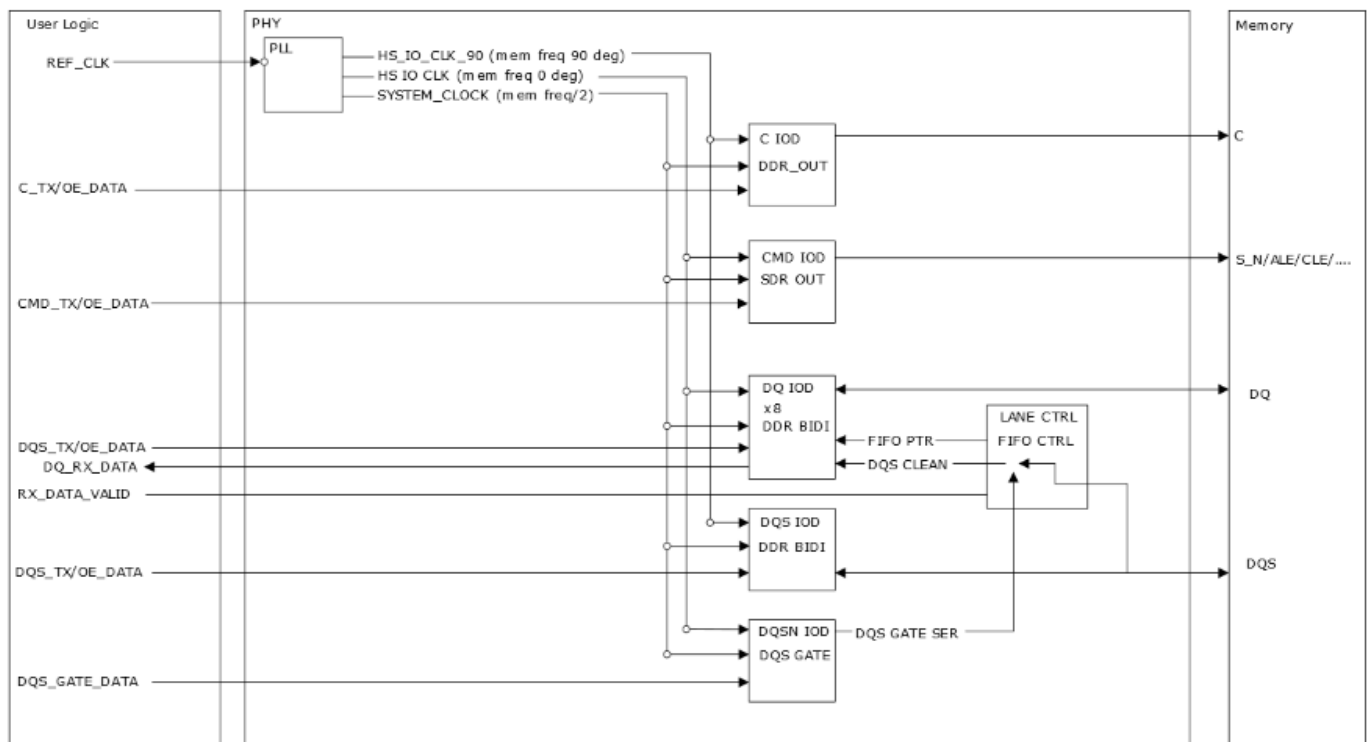 User Logic
PHY
Memory
PLL
REF_CLK
HS_IO_CLK_90 (mem freq 90 deg)
HS IO CLK (mem freq 0 deg)
SYSTEM_CLOCK (mem freq/2)
C IOD
C
DDR_OUT
C_TX/OE_DATA
CMD IOD
S_N/ALE/CLE/....
SDR OUT
CMD_TX/OE_DATA
DQ IOD
DQ
x8
DDR BIDI
LANE CTRL
FIFO PTR
FIFO CTRL
DQS_TX/OE_DATA
DQ_RX_DATA
DQS CLEAN
RX_DATA_VALID
DQS IOD
DDR BIDI
DQS
DQS_TX/OE_DATA
DQSN IOD
DQS GATE SER
DQS GATE
DQS_GATE_DATA